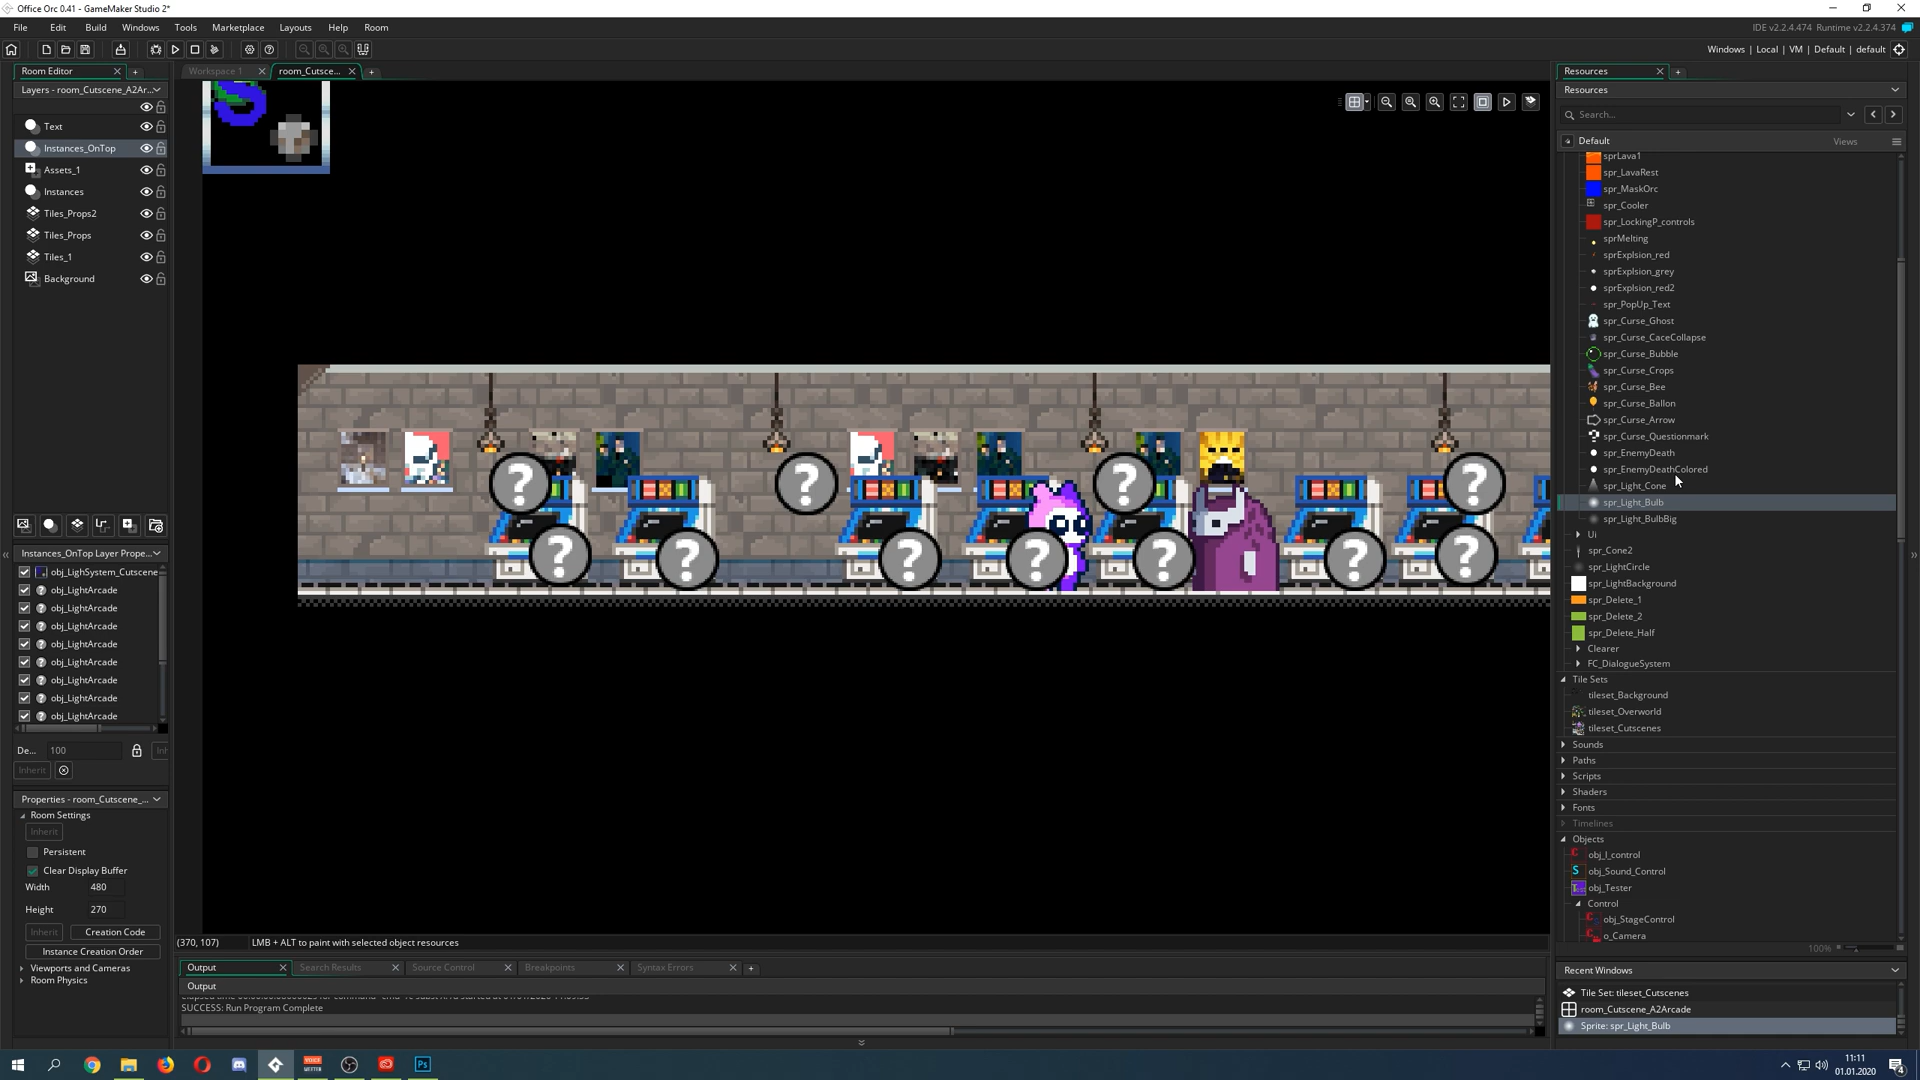 Office Orc 0.41 - GameMaker Studio 2*
File Edit Build Windows Tools Marketplace Layouts Help Room
IDE v2.2.4.474 Runtime v2.2.4.374
Windows | Local | VM | Default | default
Room Editor
Layers - room_Cutscene_A2Ar...
Text
Instances_OnTop
Assets_1
Instances
Tiles_Props2
Tiles_Props
Tiles_1
Background
Instances_OnTop Layer Prope...
obj_LighSystem_Cutscene
obj_LightArcade
obj_LightArcade
obj_LightArcade
obj_LightArcade
obj_LightArcade
obj_LightArcade
obj_LightArcade
obj_LightArcade
De... 100
Inherit
Properties - room_Cutscene_...
Room Settings
Inherit
Persistent
Clear Display Buffer
Width 480
Height 270
Inherit Creation Code
Instance Creation Order
Viewports and Cameras
Room Physics
Workspace 1
room_Cutsce...
? ? ? ? ? ? ?
? ? ? ? ?
(370, 107) LMB + ALT to paint with selected object resources
Output Search Results Source Control Breakpoints Syntax Errors
Output
SUCCESS: Run Program Complete
Resources
Resources
Search...
Default Views
sprLava1
spr_LavaRest
spr_MaskOrc
spr_Cooler
spr_LockingP_controls
sprMelting
sprExplsion_red
sprExplsion_grey
sprExplsion_red2
spr_PopUp_Text
spr_Curse_Ghost
spr_Curse_CaceCollapse
spr_Curse_Bubble
spr_Curse_Crops
spr_Curse_Bee
spr_Curse_Ballon
spr_Curse_Arrow
spr_Curse_Questionmark
spr_EnemyDeath
spr_EnemyDeathColored
spr_Light_Cone
spr_Light_Bulb
spr_Light_BulbBig
Ui
spr_Cone2
spr_LightCircle
spr_LightBackground
spr_Delete_1
spr_Delete_2
spr_Delete_Half
Clearer
FC_DialogueSystem
Tile Sets
tileset_Background
tileset_Overworld
tileset_Cutscenes
Sounds
Paths
Scripts
Shaders
Fonts
Timelines
Objects
obj_I_control
obj_Sound_Control
obj_Tester
Control
obj_StageControl
o_Camera
100%
Recent Windows
Tile Set: tileset_Cutscenes
room_Cutscene_A2Arcade
Sprite: spr_Light_Bulb
Ps
11:11
01.01.2020
4